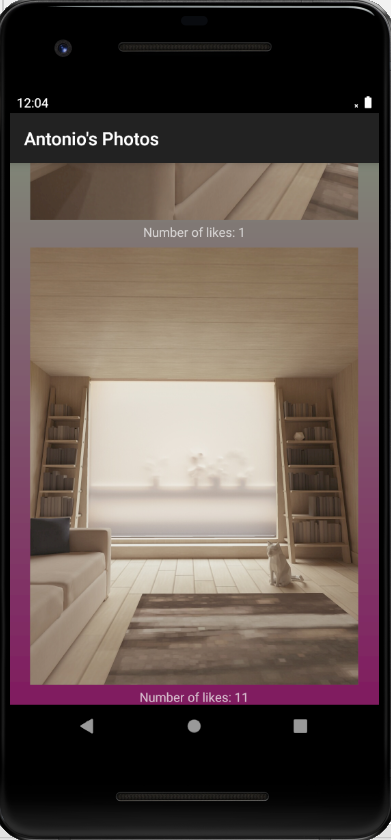 12:04
Antonio's Photos
Number of likes: 1
Number of likes: 11